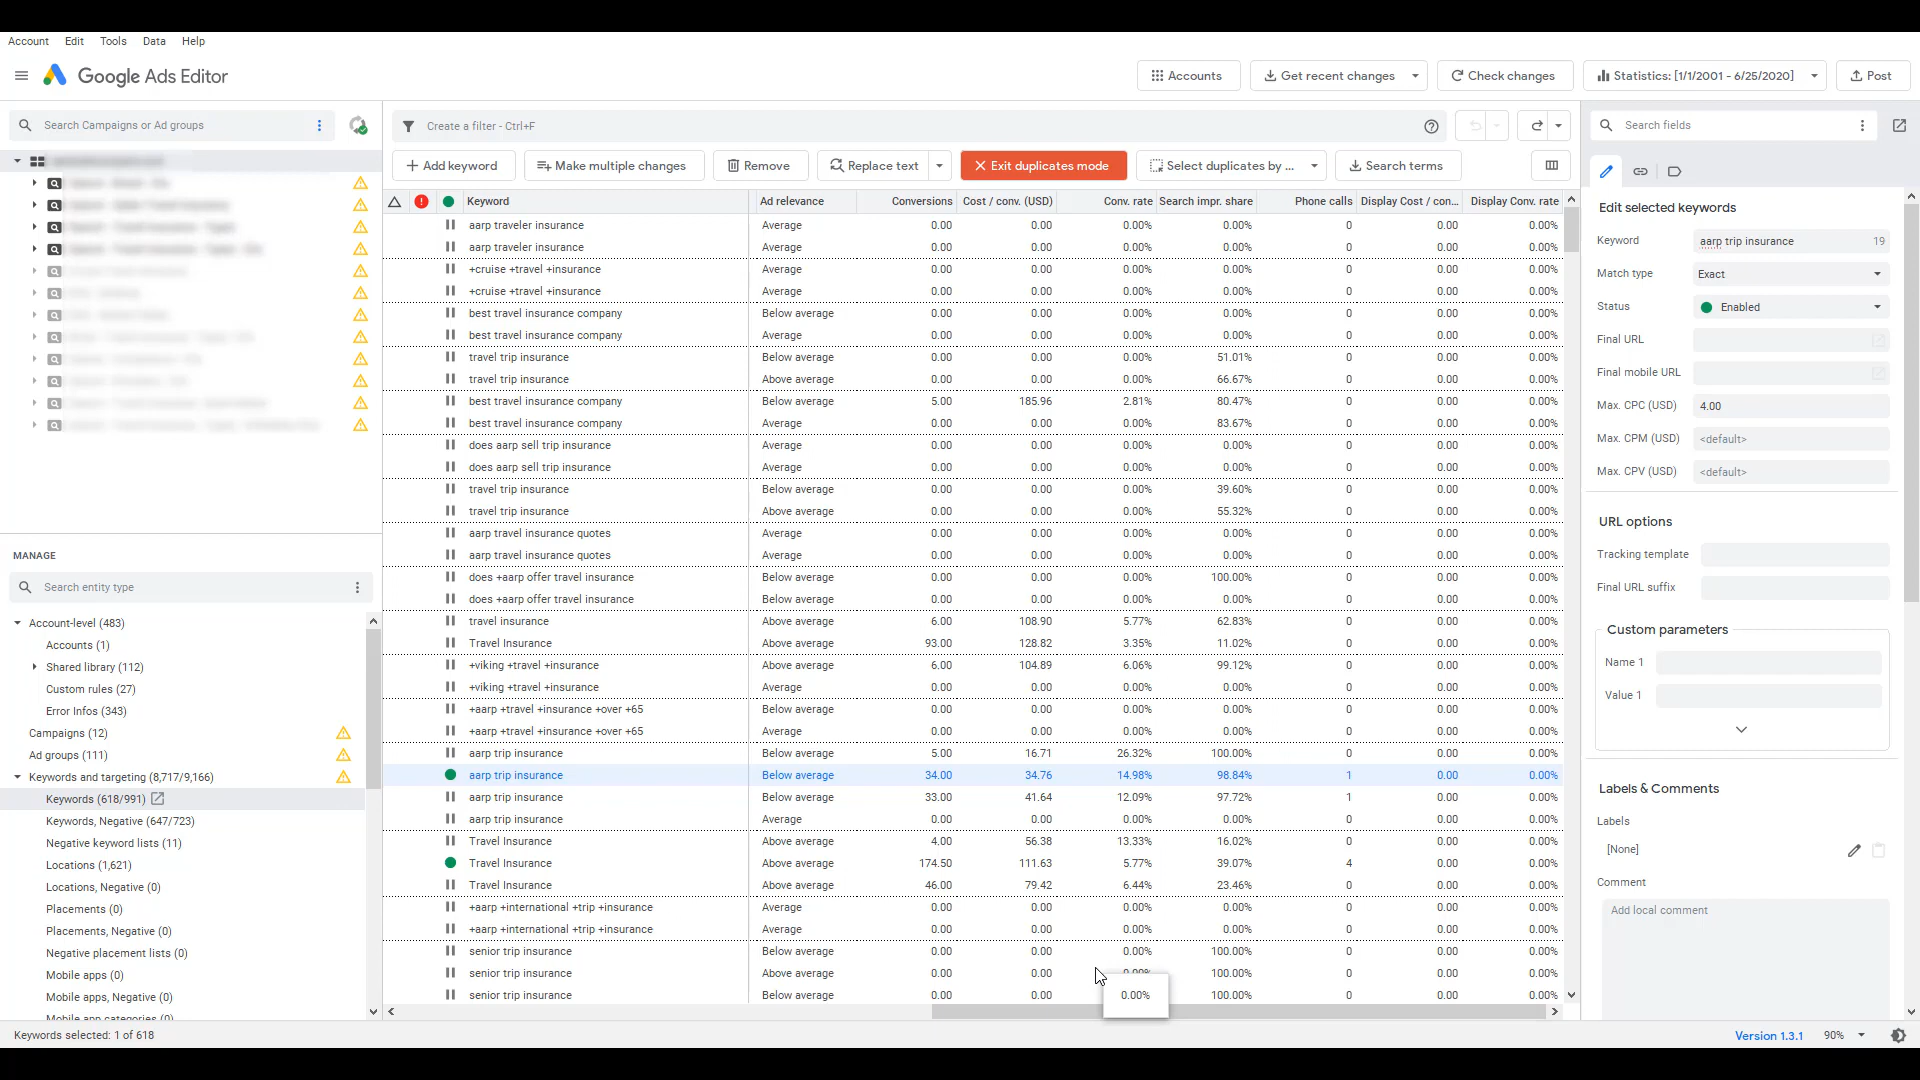 Account Edit Tools Data Help
Google Ads Editor Accounts Get recent changes Check changes Statistics: [1/1/2001 - 6/25/2020] Post
Search Campaigns or Ad groups
Create a filter - Ctrl+F
+ Add keyword Make multiple changes Remove Replace text Exit duplicates mode Select duplicates by ... Search terms
Keyword Ad relevance Conversions Cost / conv. (USD) Conv. rate Search impr. share Phone calls Display Cost / con... Display Conv. rate
aarp traveler insurance Average 0.00 0.00 0.00% 0.00% 0 0.00 0.00%
aarp traveler insurance Average 0.00 0.00 0.00% 0.00% 0 0.00 0.00%
+cruise +travel +insurance Average 0.00 0.00 0.00% 0.00% 0 0.00 0.00%
+cruise +travel +insurance Average 0.00 0.00 0.00% 0.00% 0 0.00 0.00%
best travel insurance company Below average 0.00 0.00 0.00% 0.00% 0 0.00 0.00%
best travel insurance company Average 0.00 0.00 0.00% 0.00% 0 0.00 0.00%
travel trip insurance Below average 0.00 0.00 0.00% 51.01% 0 0.00 0.00%
travel trip insurance Above average 0.00 0.00 0.00% 66.67% 0 0.00 0.00%
best travel insurance company Below average 5.00 185.96 2.81% 80.47% 0 0.00 0.00%
best travel insurance company Average 0.00 0.00 0.00% 83.67% 0 0.00 0.00%
does aarp sell trip insurance Average 0.00 0.00 0.00% 0.00% 0 0.00 0.00%
does aarp sell trip insurance Average 0.00 0.00 0.00% 0.00% 0 0.00 0.00%
travel trip insurance Below average 0.00 0.00 0.00% 39.60% 0 0.00 0.00%
travel trip insurance Above average 0.00 0.00 0.00% 55.32% 0 0.00 0.00%
aarp travel insurance quotes Average 0.00 0.00 0.00% 0.00% 0 0.00 0.00%
aarp travel insurance quotes Average 0.00 0.00 0.00% 0.00% 0 0.00 0.00%
does +aarp offer travel insurance Below average 0.00 0.00 0.00% 100.00% 0 0.00 0.00%
does +aarp offer travel insurance Below average 0.00 0.00 0.00% 0.00% 0 0.00 0.00%
travel insurance Above average 6.00 108.90 5.77% 62.83% 0 0.00 0.00%
Travel Insurance Above average 93.00 128.82 3.35% 11.02% 0 0.00 0.00%
+viking +travel +insurance Above average 6.00 104.89 6.06% 99.12% 0 0.00 0.00%
+viking +travel +insurance Average 0.00 0.00 0.00% 0.00% 0 0.00 0.00%
+aarp +travel +insurance +over +65 Below average 0.00 0.00 0.00% 0.00% 0 0.00 0.00%
+aarp +travel +insurance +over +65 Average 0.00 0.00 0.00% 0.00% 0 0.00 0.00%
aarp trip insurance Below average 5.00 16.71 26.32% 100.00% 0 0.00 0.00%
aarp trip insurance Below average 34.00 34.76 14.98% 98.84% 1 0.00 0.00%
aarp trip insurance Below average 33.00 41.64 12.09% 97.72% 1 0.00 0.00%
aarp trip insurance Average 0.00 0.00 0.00% 0.00% 0 0.00 0.00%
Travel Insurance Above average 4.00 56.38 13.33% 16.02% 0 0.00 0.00%
Travel Insurance Above average 174.50 111.63 5.77% 39.07% 4 0.00 0.00%
Travel Insurance Above average 46.00 79.42 6.44% 23.46% 0 0.00 0.00%
+aarp +international +trip +insurance Average 0.00 0.00 0.00% 0.00% 0 0.00 0.00%
+aarp +international +trip +insurance Average 0.00 0.00 0.00% 0.00% 0 0.00 0.00%
senior trip insurance Below average 0.00 0.00 0.00% 100.00% 0 0.00 0.00%
senior trip insurance Above average 0.00 0.00 0.00% 100.00% 0 0.00 0.00%
senior trip insurance Below average 0.00 0.00 0.00% 100.00% 0 0.00 0.00%
MANAGE
Search entity type
Account-level (483)
Accounts (1)
Shared library (112)
Custom rules (27)
Error Infos (343)
Campaigns (12)
Ad groups (111)
Keywords and targeting (8,717/9,166)
Keywords (618/991)
Keywords, Negative (647/723)
Negative keyword lists (11)
Locations (1,621)
Locations, Negative (0)
Placements (0)
Placements, Negative (0)
Negative placement lists (0)
Mobile apps (0)
Mobile apps, Negative (0)
Mobile app categories (0)
Search fields
Edit selected keywords
Keyword aarp trip insurance 19
Match type Exact
Status Enabled
Final URL
Final mobile URL
Max. CPC (USD) 4.00
Max. CPM (USD) <default>
Max. CPV (USD) <default>
URL options
Tracking template
Final URL suffix
Custom parameters
Name 1
Value 1
Labels & Comments
Labels
[None]
Comment
Add local comment
Keywords selected: 1 of 618 Version 1.3.1 90%